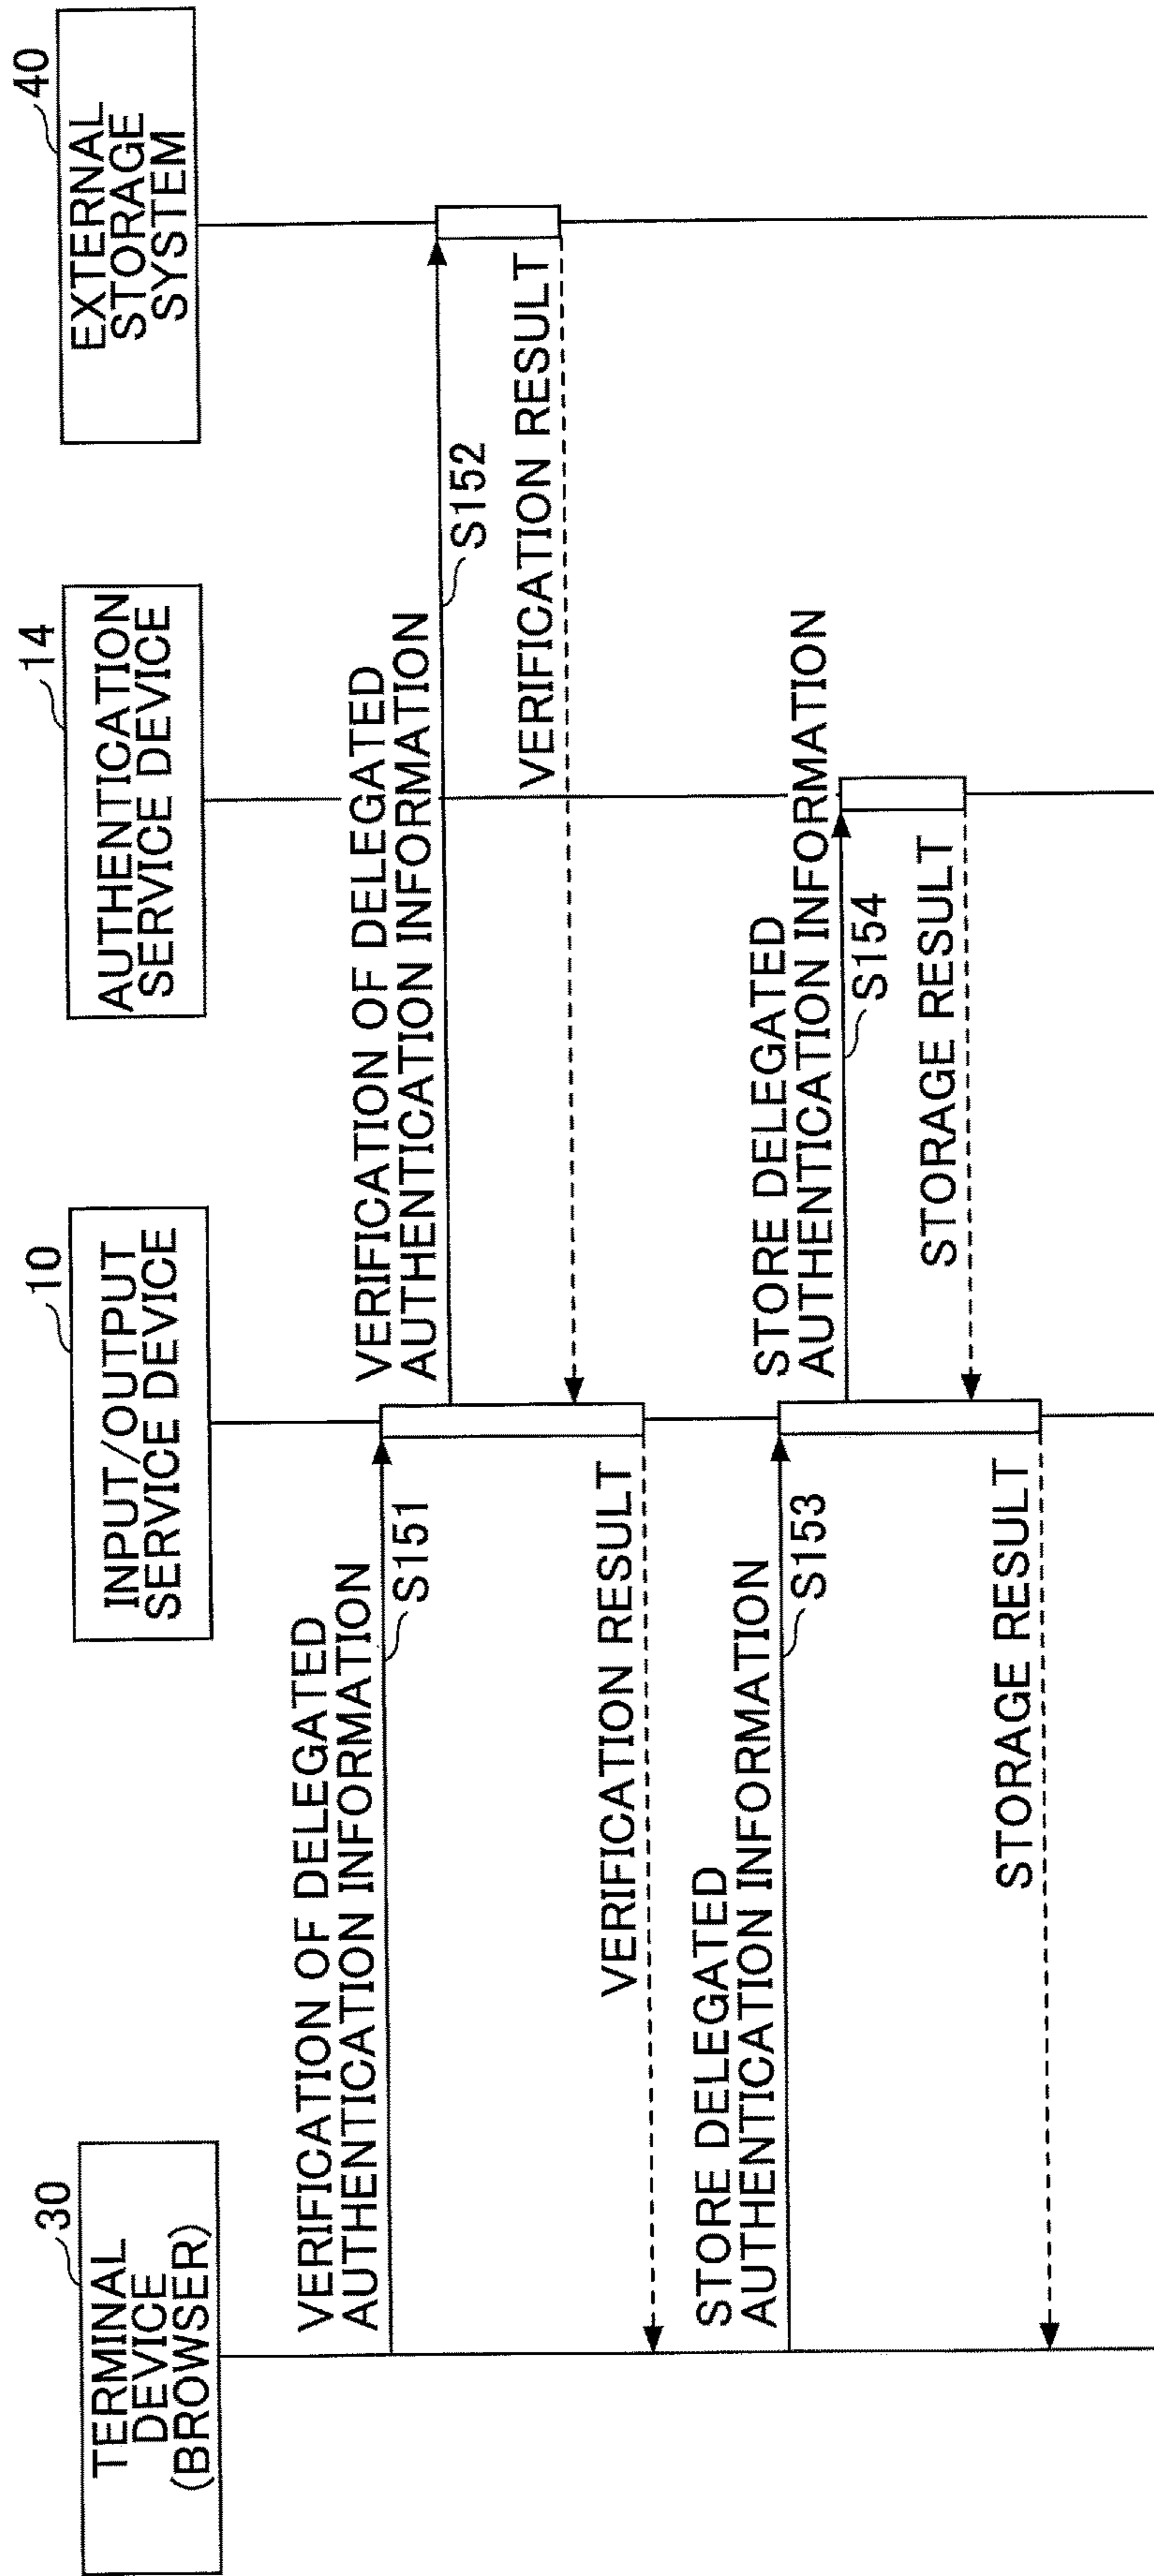 30
TERMINAL
DEVICE
(BROWSER)
10
INPUT/OUTPUT
SERVICE DEVICE
14
AUTHENTICATION
SERVICE DEVICE
40
EXTERNAL
STORAGE
SYSTEM
VERIFICATION OF DELEGATED
AUTHENTICATION INFORMATION
S151
VERIFICATION OF DELEGATED
AUTHENTICATION INFORMATION
S152
VERIFICATION RESULT
VERIFICATION RESULT
STORE DELEGATED
AUTHENTICATION INFORMATION
S153
STORE DELEGATED
AUTHENTICATION INFORMATION
S154
STORAGE RESULT
STORAGE RESULT